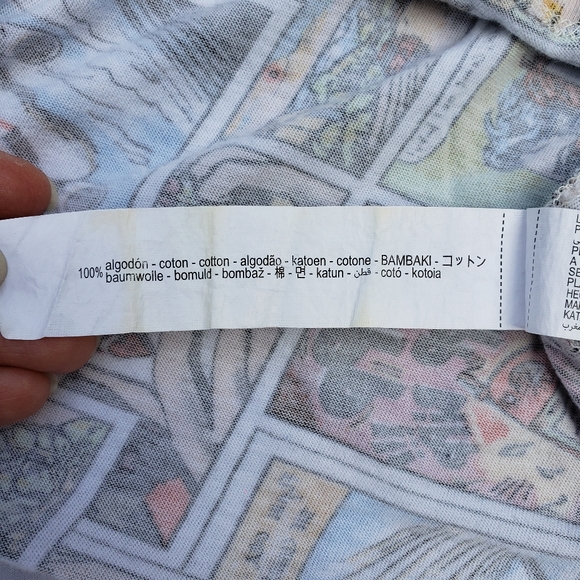 100% algodón - coton - cotton - algodão - katoen - cotone - BAMBAKI - コットン
baumwolle - bomuld - bombaž - 棉 - 면 - katun - قطن - cotó - kotoia